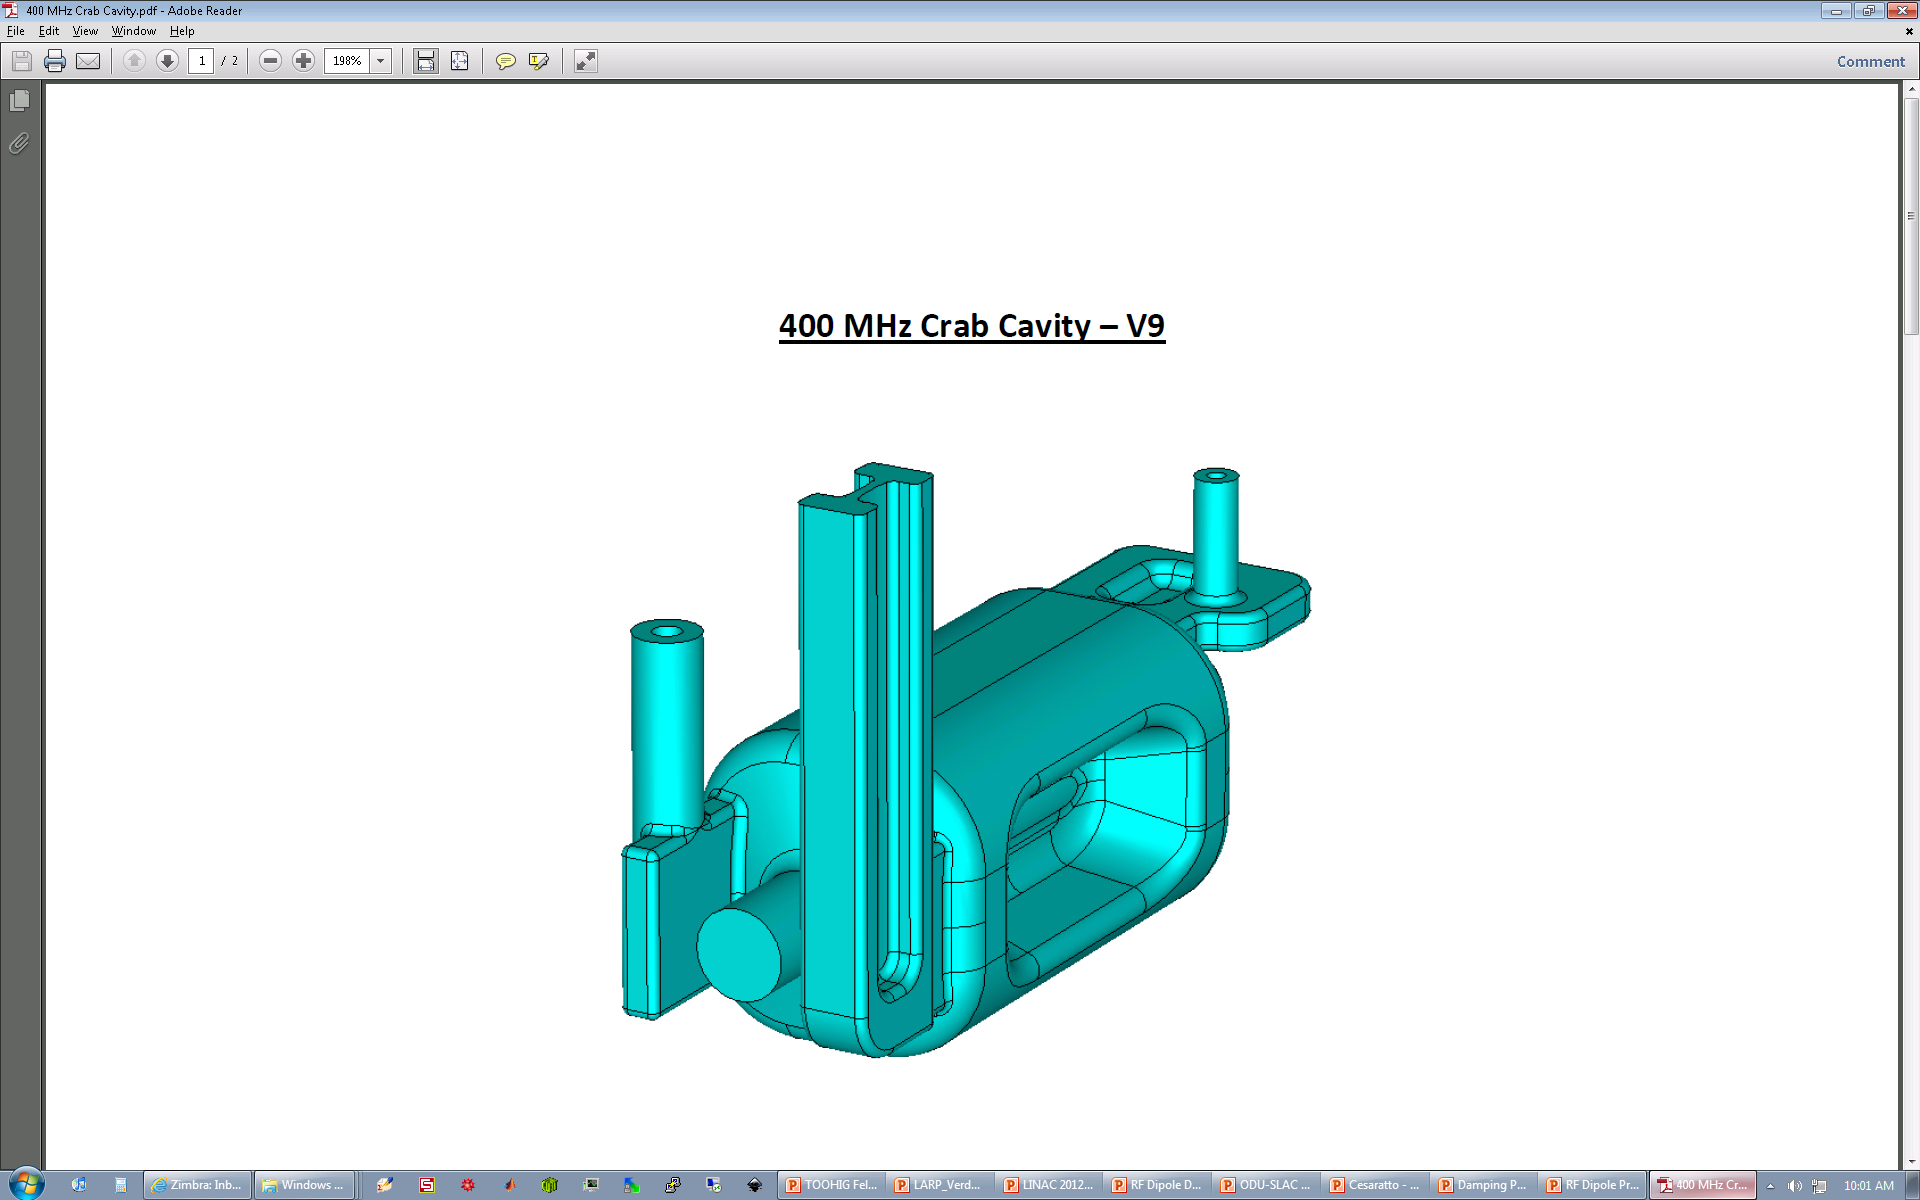 400 MHz Crab Cavity.pdf - Adobe Reader
File Edit View Window Help
1 / 2
198%
Comment
400 MHz Crab Cavity – V9
Zimbra: Inb...
Windows ...
TOOHIG Fel...
LARP_Verd...
LINAC 2012...
RF Dipole D...
ODU-SLAC ...
Cesaratto - ...
Damping P...
RF Dipole Pr...
400 MHz Cr...
10:01 AM